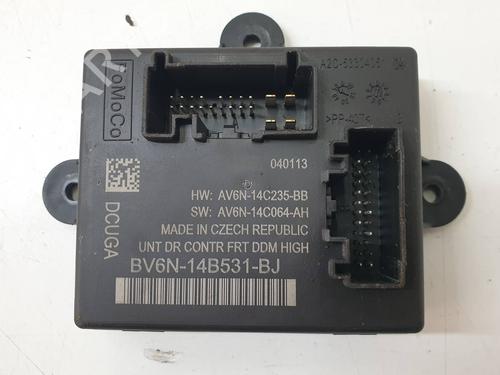 FoMoCo
040113
HW: AV6N-14C235-BB
SW: AV6N-14C064-AH
MADE IN CZECH REPUBLIC
UNT DR CONTR FRT DDM HIGH
BV6N-14B531-BJ
DCUGA